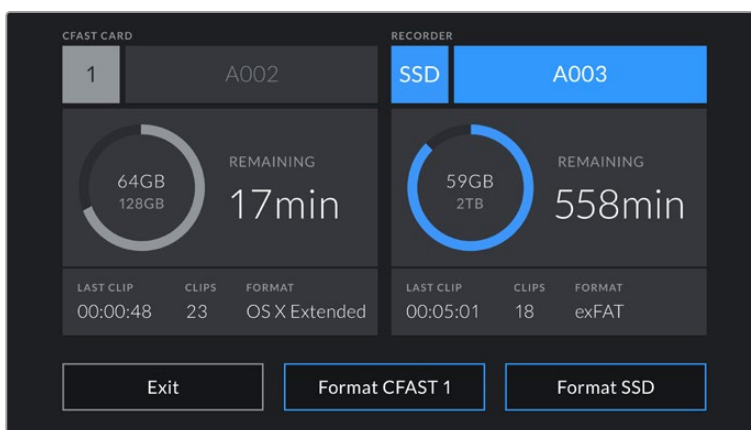 CFAST CARD
1
A002
64GB
128GB
REMAINING
17min
LAST CLIP
CLIPS
FORMAT
00:00:48
23
OS X Extended
RECORDER
SSD
A003
59GB
2TB
REMAINING
558min
LAST CLIP
CLIPS
FORMAT
00:05:01
18
exFAT
Exit
Format CFAST 1
Format SSD